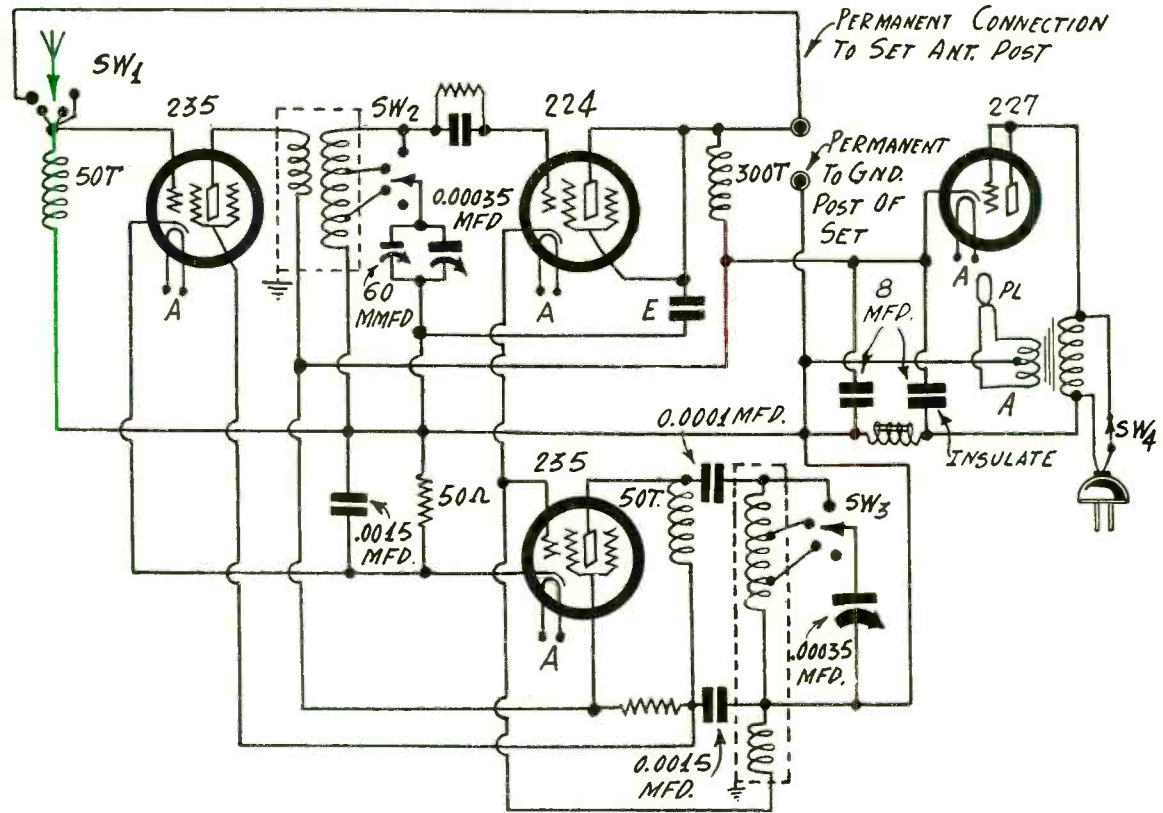 PERMANENT CONNECTION
TO SET ANT. POST
SW1
235
SW2
224
227
50T
PERMANENT
TO GND.
POST OF
SET
300T
0.00035
MFD
A
60
MMFD
A
E
A
PL
8
MFD.
A
0.0001 MFD.
SW4
INSULATE
235
50Ω
50T.
SW3
.0015
MFD.
A
.00035
MFD.
0.0015
MFD.